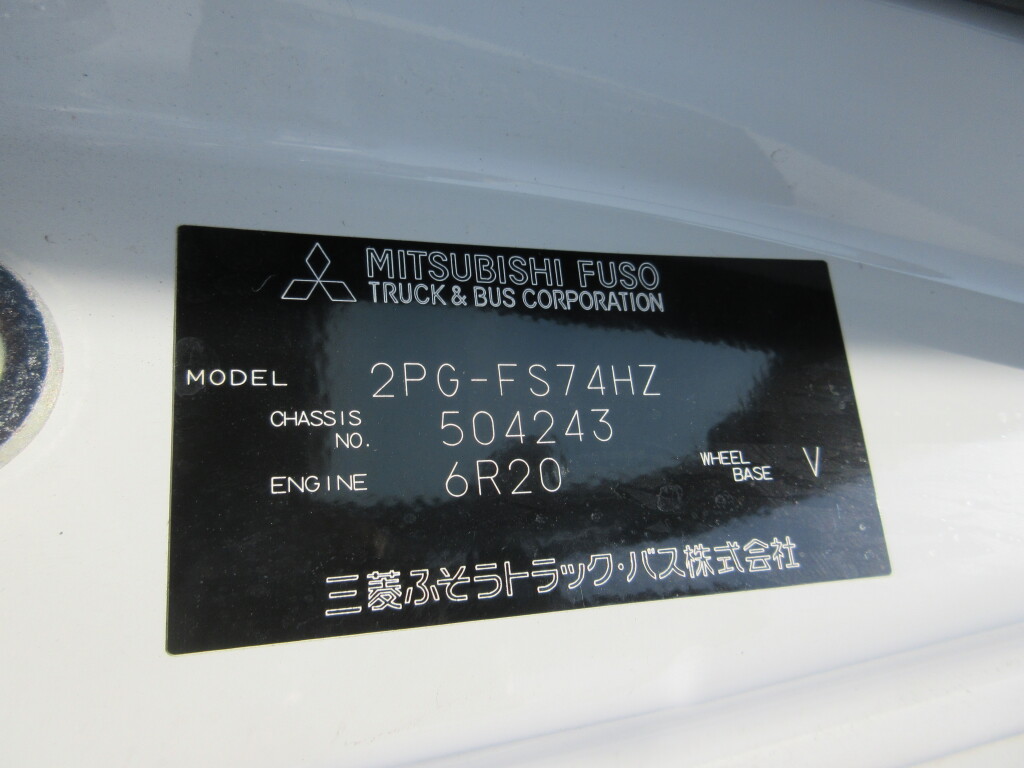 MITSUBISHI FUSO
TRUCK & BUS CORPORATION
MODEL 2PG-FS74HZ
CHASSIS NO. 504243
ENGINE 6R20 WHEEL BASE V
三菱ふそうトラック・バス株式会社